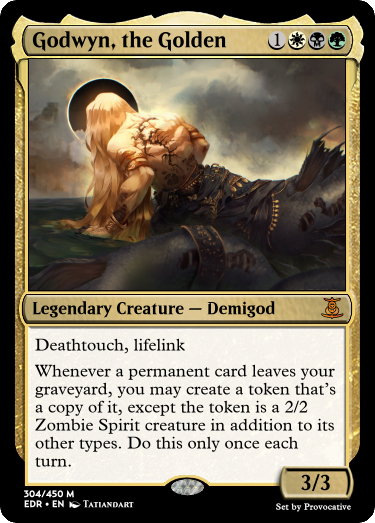 Godwyn, the Golden 1
Legendary Creature — Demigod
Deathtouch, lifelink
Whenever a permanent card leaves your
graveyard, you may create a token that's
a copy of it, except the token is a 2/2
Zombie Spirit creature in addition to its
other types. Do this only once each
turn.
3/3
304/450 M
EDR • EN Tatiandart
Set by Provocative